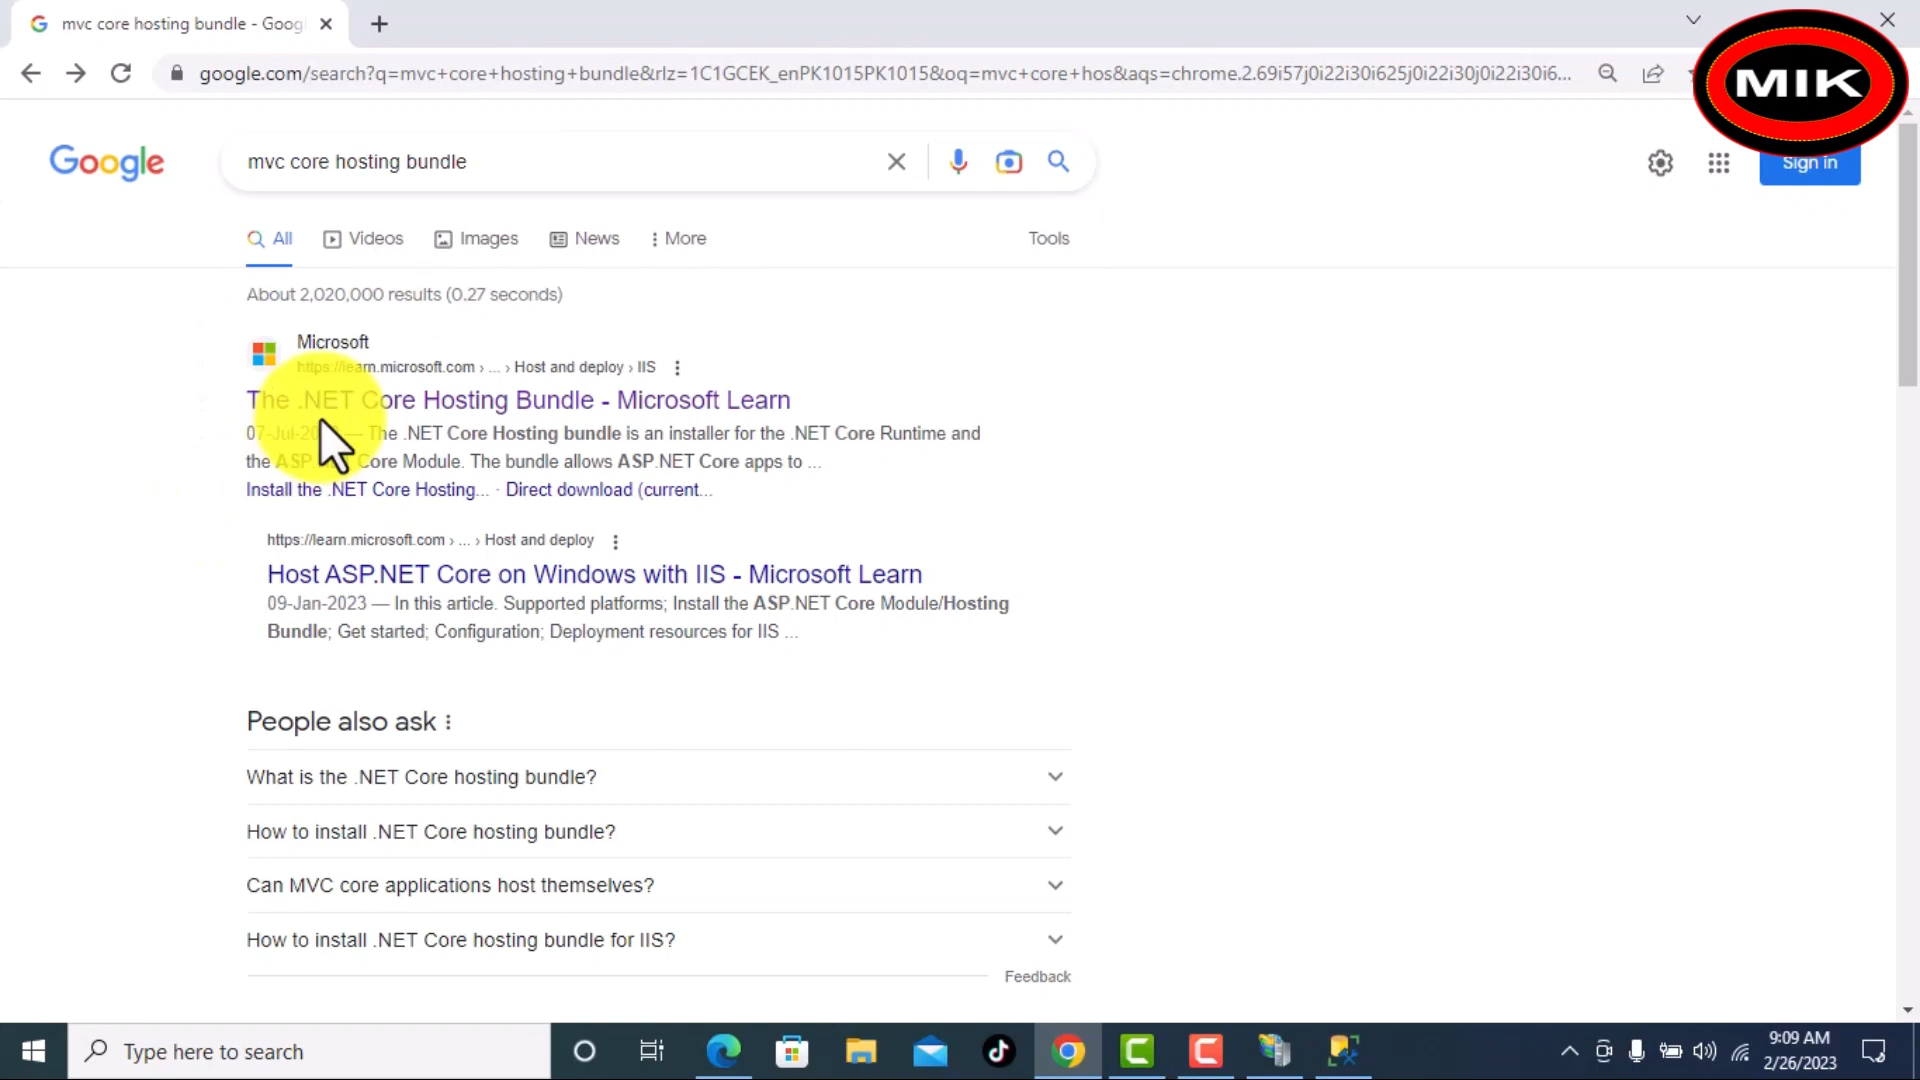 mvc core hosting bundle - Goog
google.com/search?q=mvc+core+hosting+bundle&rlz=1C1GCEK_enPK1015PK1015&oq=mvc+core+hos&aqs=chrome.2.69i57j0i22i30i625j0i22i30j0i22i30i6...
MIK
Google
mvc core hosting bundle
Sign in
All
Videos
Images
News
More
Tools
About 2,020,000 results (0.27 seconds)
Microsoft
https://learn.microsoft.com › ... › Host and deploy › IIS
The .NET Core Hosting Bundle - Microsoft Learn
— The .NET Core Hosting bundle is an installer for the .NET Core Runtime and
the Core Module. The bundle allows ASP.NET Core apps to ...
Install the .NET Core Hosting... · Direct download (current...
https://learn.microsoft.com › ... › Host and deploy
Host ASP.NET Core on Windows with IIS - Microsoft Learn
09-Jan-2023 — In this article. Supported platforms; Install the ASP.NET Core Module/Hosting
Bundle; Get started; Configuration; Deployment resources for IIS ...
People also ask
What is the .NET Core hosting bundle?
How to install .NET Core hosting bundle?
Can MVC core applications host themselves?
How to install .NET Core hosting bundle for IIS?
Feedback
Type here to search
9:09 AM
2/26/2023